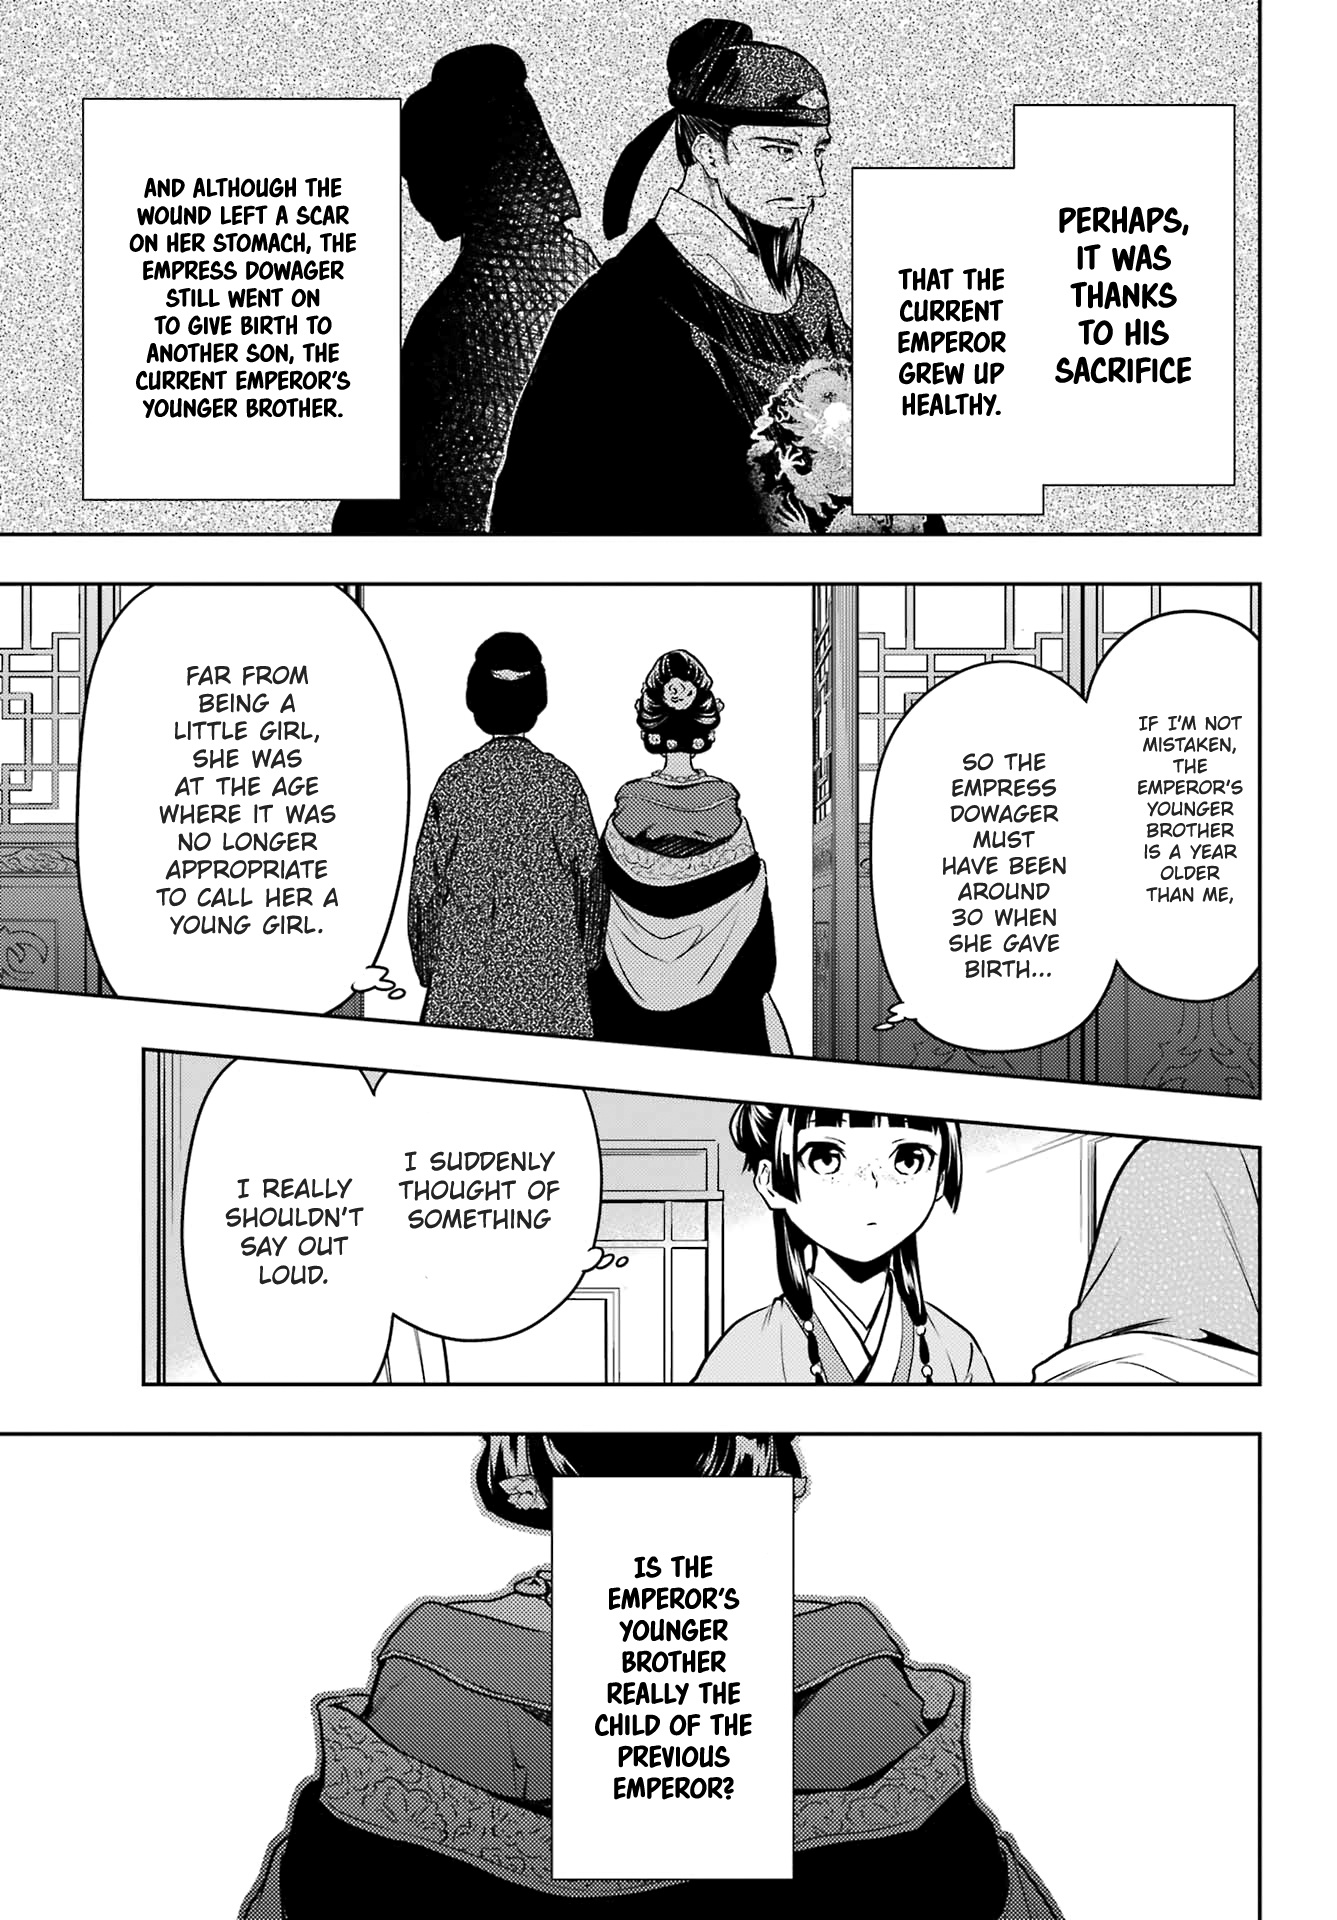 PERHAPS,
IT WAS
THANKS
TO HIS
SACRIFICE
THAT THE
CURRENT
EMPEROR
GREW UP
HEALTHY.
AND ALTHOUGH THE
WOUND LEFT A SCAR
ON HER STOMACH, THE
EMPRESS DOWAGER
STILL WENT ON
TO GIVE BIRTH TO
ANOTHER SON, THE
CURRENT EMPEROR'S
YOUNGER BROTHER.
IF I'M NOT
MISTAKEN,
THE
EMPEROR'S
YOUNGER
BROTHER
IS A YEAR
OLDER
THAN ME,
SO THE
EMPRESS
DOWAGER
MUST
HAVE BEEN
AROUND
30 WHEN
SHE GAVE
BIRTH...
FAR FROM
BEING A
LITTLE GIRL,
SHE WAS
AT THE AGE
WHERE IT WAS
NO LONGER
APPROPRIATE
TO CALL HER A
YOUNG GIRL.
I SUDDENLY
THOUGHT OF
SOMETHING
I REALLY
SHOULDN'T
SAY OUT
LOUD.
IS THE
EMPEROR'S
YOUNGER
BROTHER
REALLY THE
CHILD OF THE
PREVIOUS
EMPEROR?